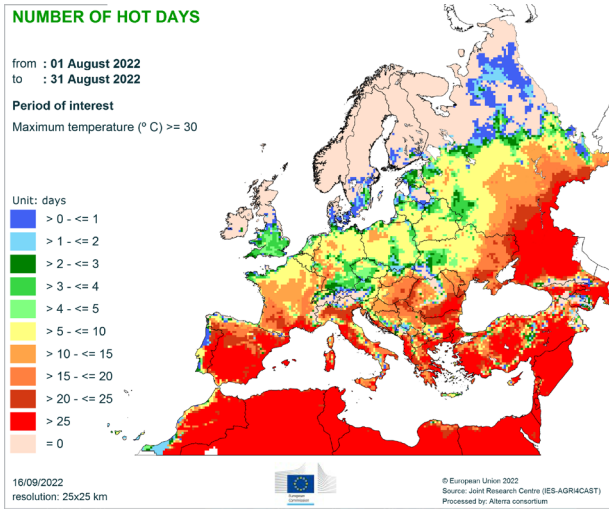 NUMBER OF HOT DAYS
from : 01 August 2022
to : 31 August 2022
Period of interest
Maximum temperature (º C) >= 30
Unit: days
> 0 - <= 1
> 1 - <= 2
> 2 - <= 3
> 3 - <= 4
> 4 - <= 5
> 5 - <= 10
> 10 - <= 15
> 15 - <= 20
> 20 - <= 25
> 25
= 0
16/09/2022
resolution: 25x25 km
European
Commission
© European Union 2022
Source: Joint Research Centre (IES-AGRI4CAST)
Processed by: Alterra consortium